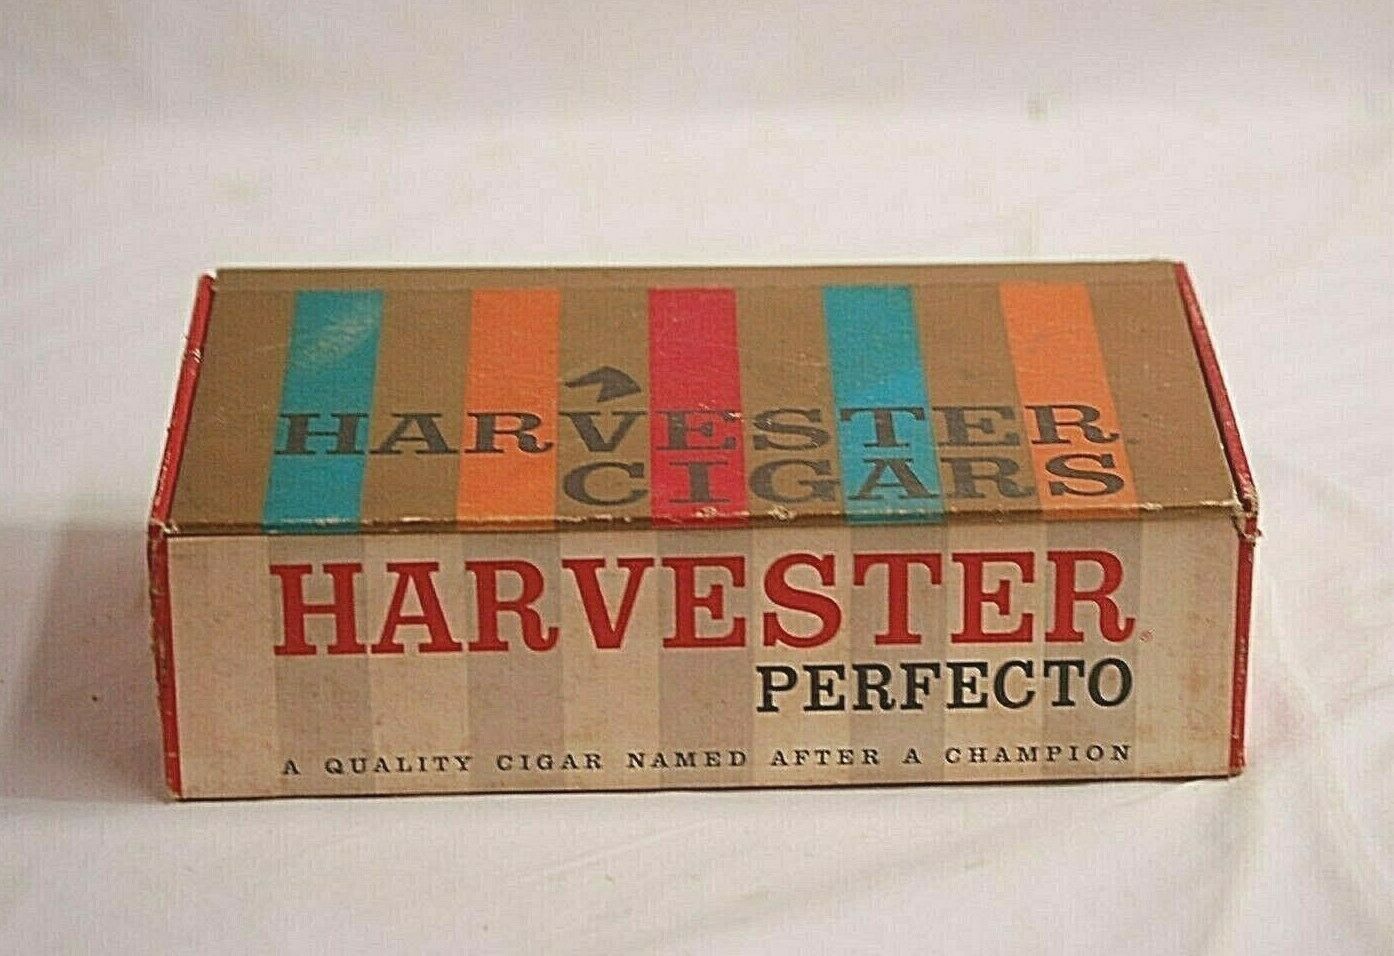 HARVESTER
CIGARS
HARVESTER
PERFECTO
A QUALITY CIGAR NAMED AFTER A CHAMPION